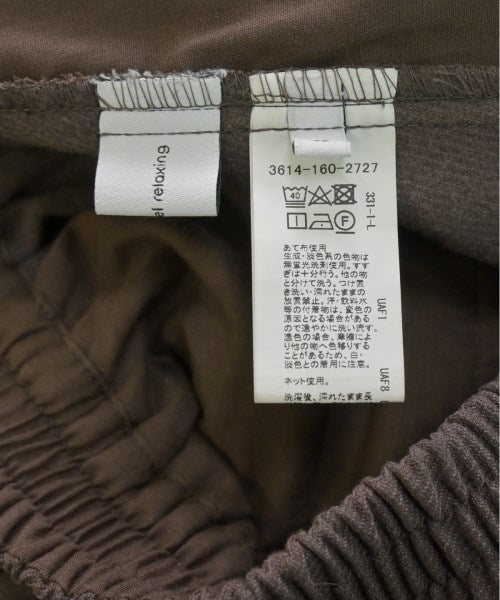 el relaxing
3614-160-2727
40
F
331-I-L
あて布使用
生成・淡色系の色物は
無蛍光洗剤使用。すす
ぎは十分行う。他の物
と分けて洗う。つけ置
き洗い・濡れたままの
放置禁止。汗・飲料水
等の付着物は、変色の
原因となる場合がある
ので速やかに洗い流す。
濃色の場合、摩擦によ
り他の物へ色移りする
ことがあるため、白・
淡色との着用に注意。
ネット使用。
洗濯後、濡れたまま長
UAF1
UAF8